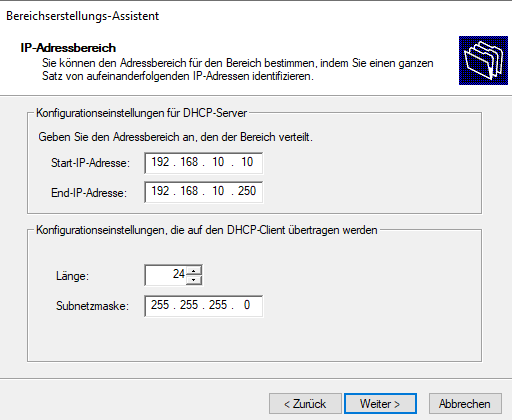 Bereichserstellungs-Assistent
IP-Adressbereich
Sie können den Adressbereich für den Bereich bestimmen, indem Sie einen ganzen
Satz von aufeinanderfolgenden IP-Adressen identifizieren.
Konfigurationseinstellungen für DHCP-Server
Geben Sie den Adressbereich an, den der Bereich verteilt.
Start-IP-Adresse: 192 . 168 . 10 . 10
End-IP-Adresse: 192 . 168 . 10 . 250
Konfigurationseinstellungen, die auf den DHCP-Client übertragen werden
Länge: 24
Subnetzmaske: 255 . 255 . 255 . 0
< Zurück Weiter > Abbrechen